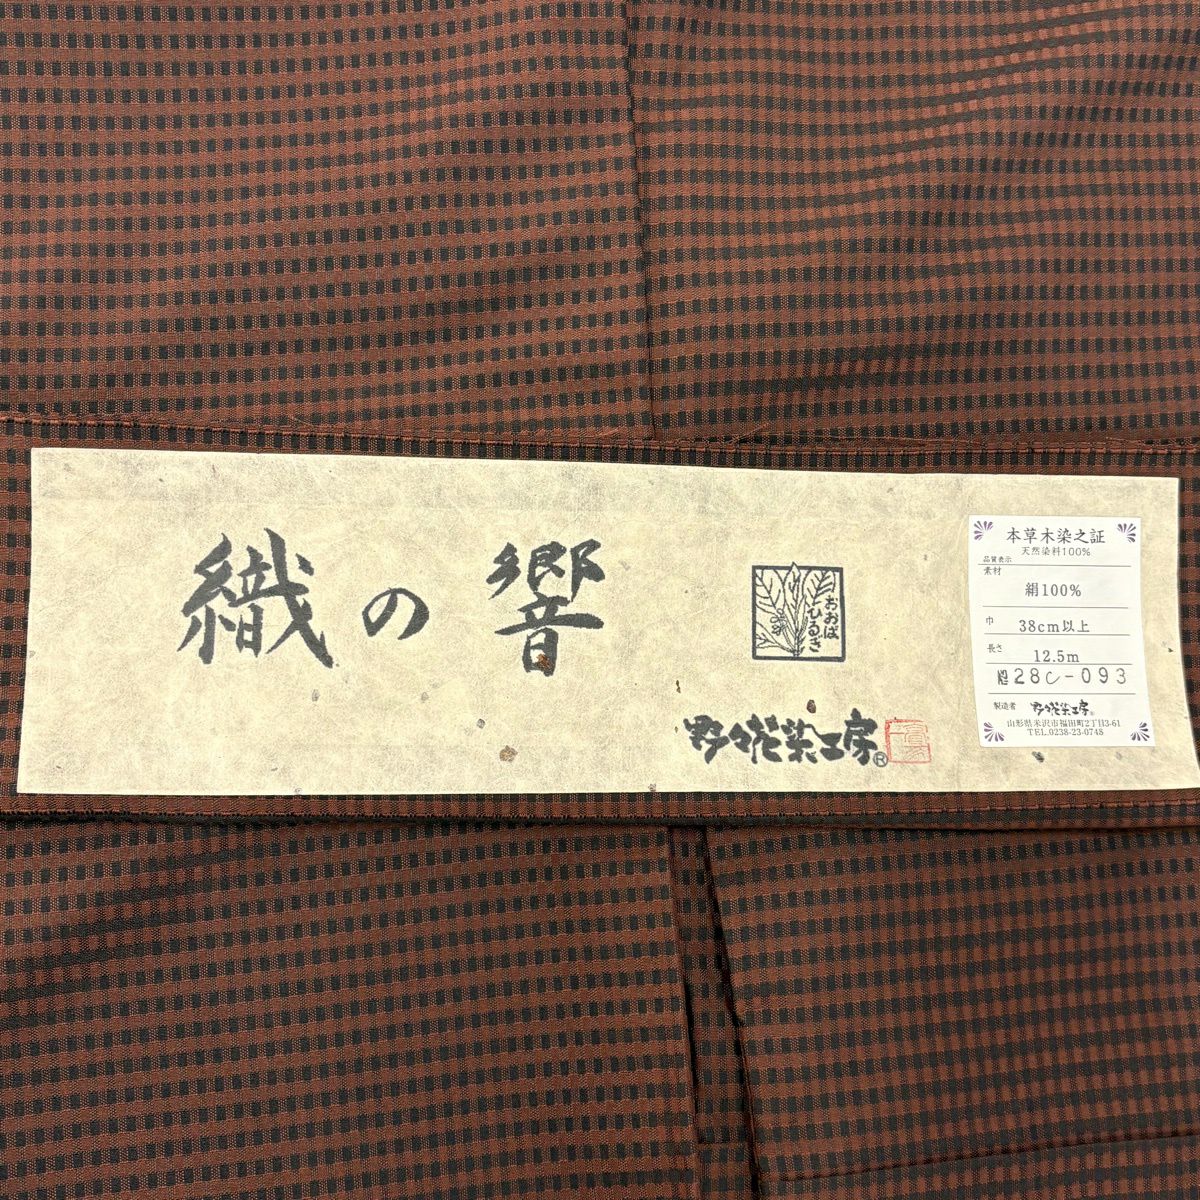 織の響
おおば
ひるぎ
野々花染工房®
本草木染之証
天然染料100%
品質表示
素材
絹100%
巾
38cm以上
長さ
12.5m
28C-093
製造者
野々花染工房
山形県米沢市福田町2丁目3-61
TEL.0238-23-0748